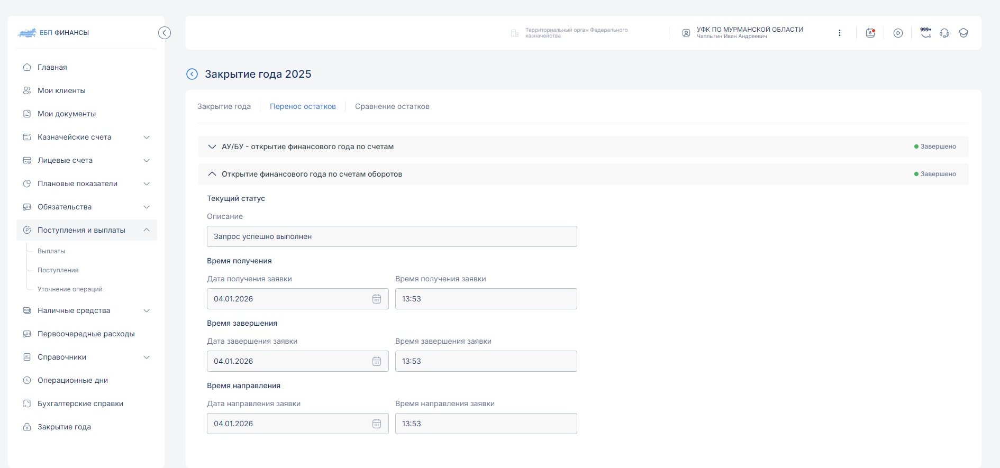 ЕБП ФИНАНСЫ
Главная
Мои клиенты
Мои документы
Казначейские счета
Лицевые счета
Плановые показатели
Обязательства
Поступления и выплаты
Выплаты
Поступления
Уточнение операций
Наличные средства
Первоочередные расходы
Справочники
Операционные дни
Бухгалтерские справки
Закрытие года
Территориальный орган Федерального
казначейства
УФК ПО МУРМАНСКОЙ ОБЛАСТИ
Чаплыгин Иван Андреевич
8
999+
Закрытие года 2025
Закрытие года
Перенос остатков
Сравнение остатков
АУ/БУ - открытие финансового года по счетам
Завершено
Открытие финансового года по счетам оборотов
Завершено
Текущий статус
Описание
Запрос успешно выполнен
Время получения
Дата получения заявки
Время получения заявки
04.01.2026
13:53
Время завершения
Дата завершения заявки
Время завершения заявки
04.01.2026
13:53
Время направления
Дата направления заявки
Время направления заявки
04.01.2026
13:53